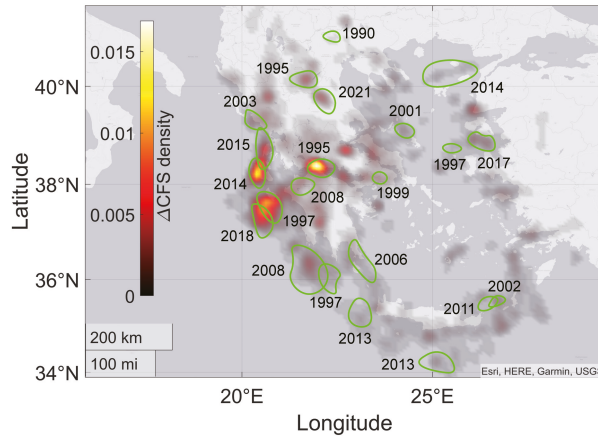 1990
0.015
1995
40°N
2014
2003
2021
2001
0.01
2015
1995
ΔCFS density
1997
2017
38°N
2014
2008
1999
0.005
1997
Latitude
2018
2006
2008
36°N
1997
2002
0
2011
200 km
2013
100 mi
2013
34°N
Esri, HERE, Garmin, USGS
20°E
25°E
Longitude